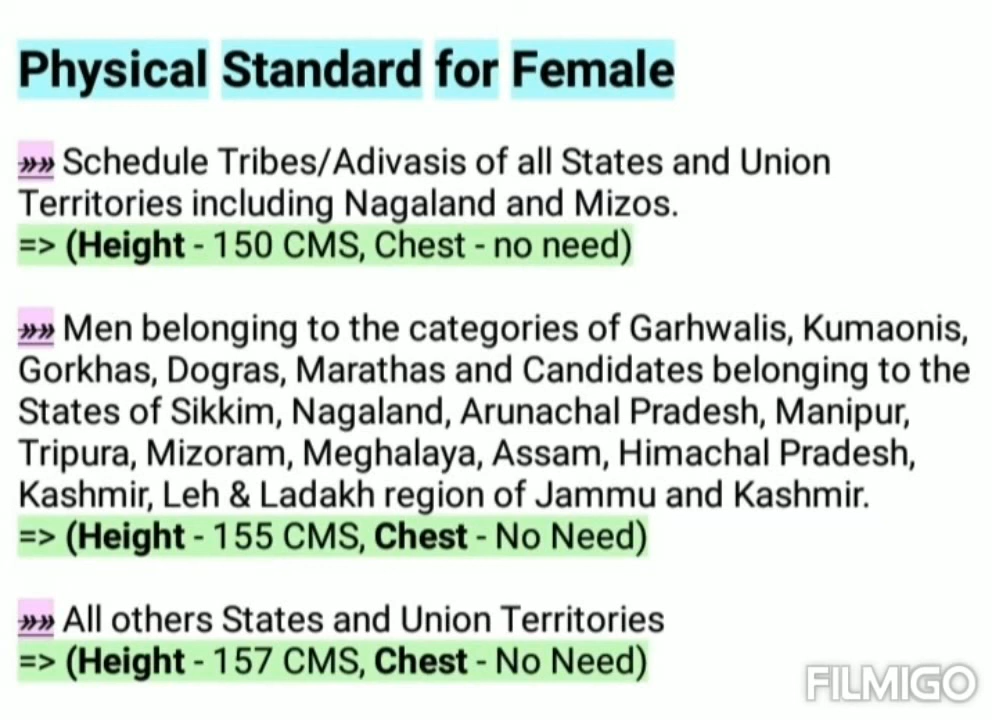 Physical Standard for Female
»» Schedule Tribes/Adivasis of all States and Union
Territories including Nagaland and Mizos.
=> (Height - 150 CMS, Chest - no need)
»» Men belonging to the categories of Garhwalis, Kumaonis,
Gorkhas, Dogras, Marathas and Candidates belonging to the
States of Sikkim, Nagaland, Arunachal Pradesh, Manipur,
Tripura, Mizoram, Meghalaya, Assam, Himachal Pradesh,
Kashmir, Leh & Ladakh region of Jammu and Kashmir.
=> (Height - 155 CMS, Chest - No Need)
»» All others States and Union Territories
=> (Height - 157 CMS, Chest - No Need)
FILMIGO